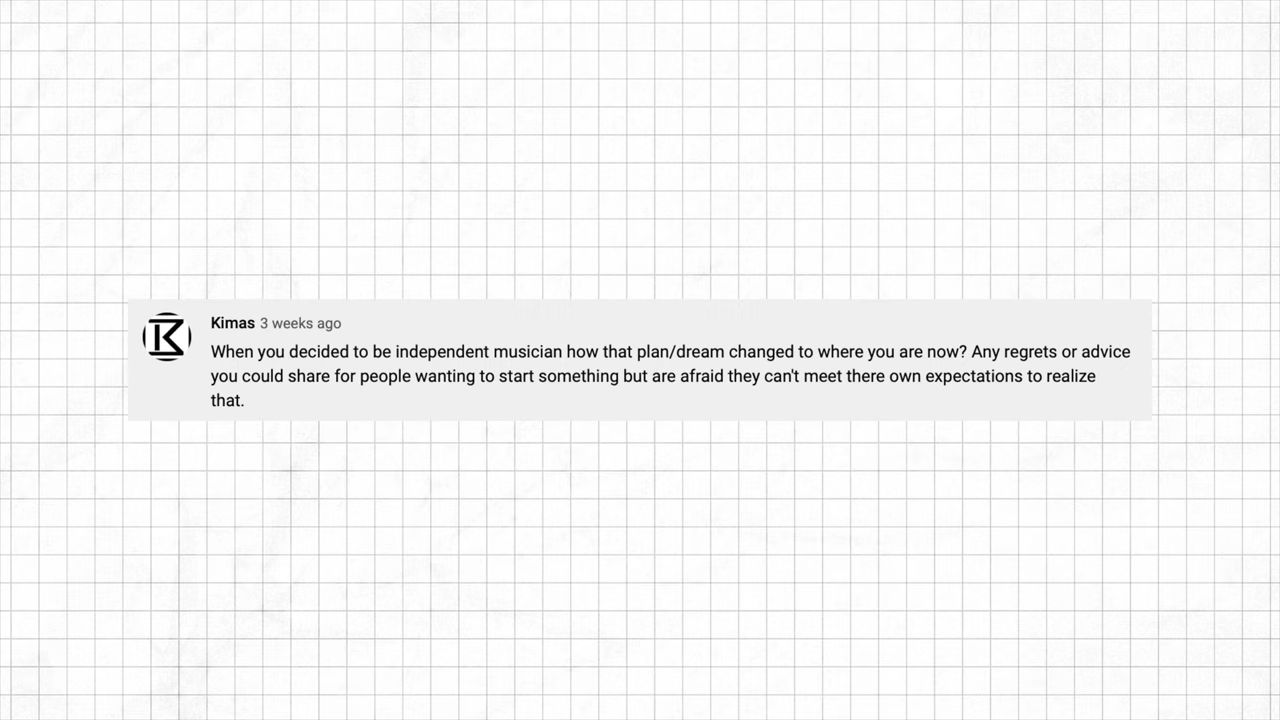 Kimas 3 weeks ago
When you decided to be independent musician how that plan/dream changed to where you are now? Any regrets or advice
you could share for people wanting to start something but are afraid they can't meet there own expectations to realize
that.